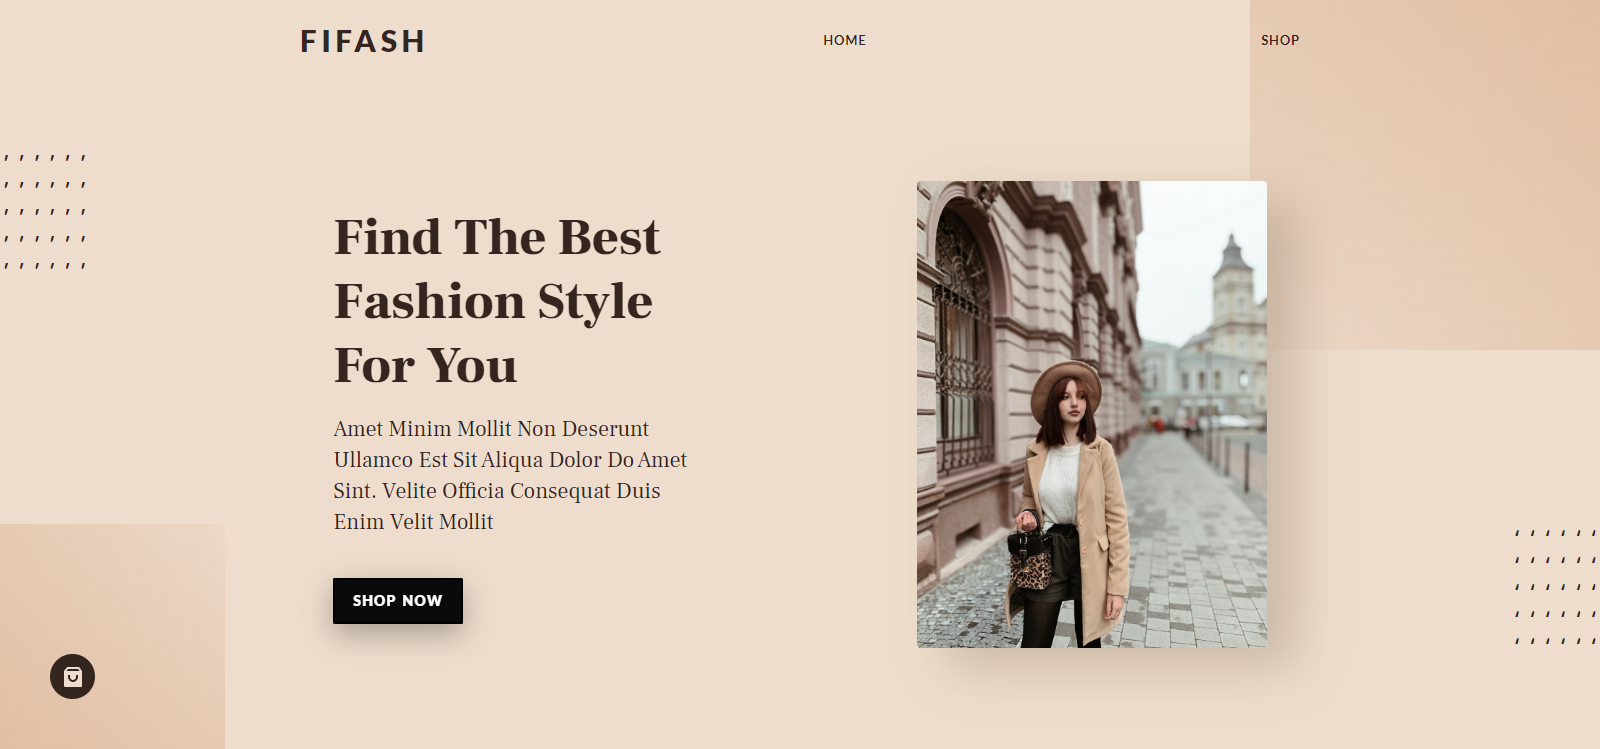 FIFASH
HOME
SHOP
Find The Best
Fashion Style
For You
Amet Minim Mollit Non Deserunt
Ullamco Est Sit Aliqua Dolor Do Amet
Sint. Velite Officia Consequat Duis
Enim Velit Mollit
SHOP NOW